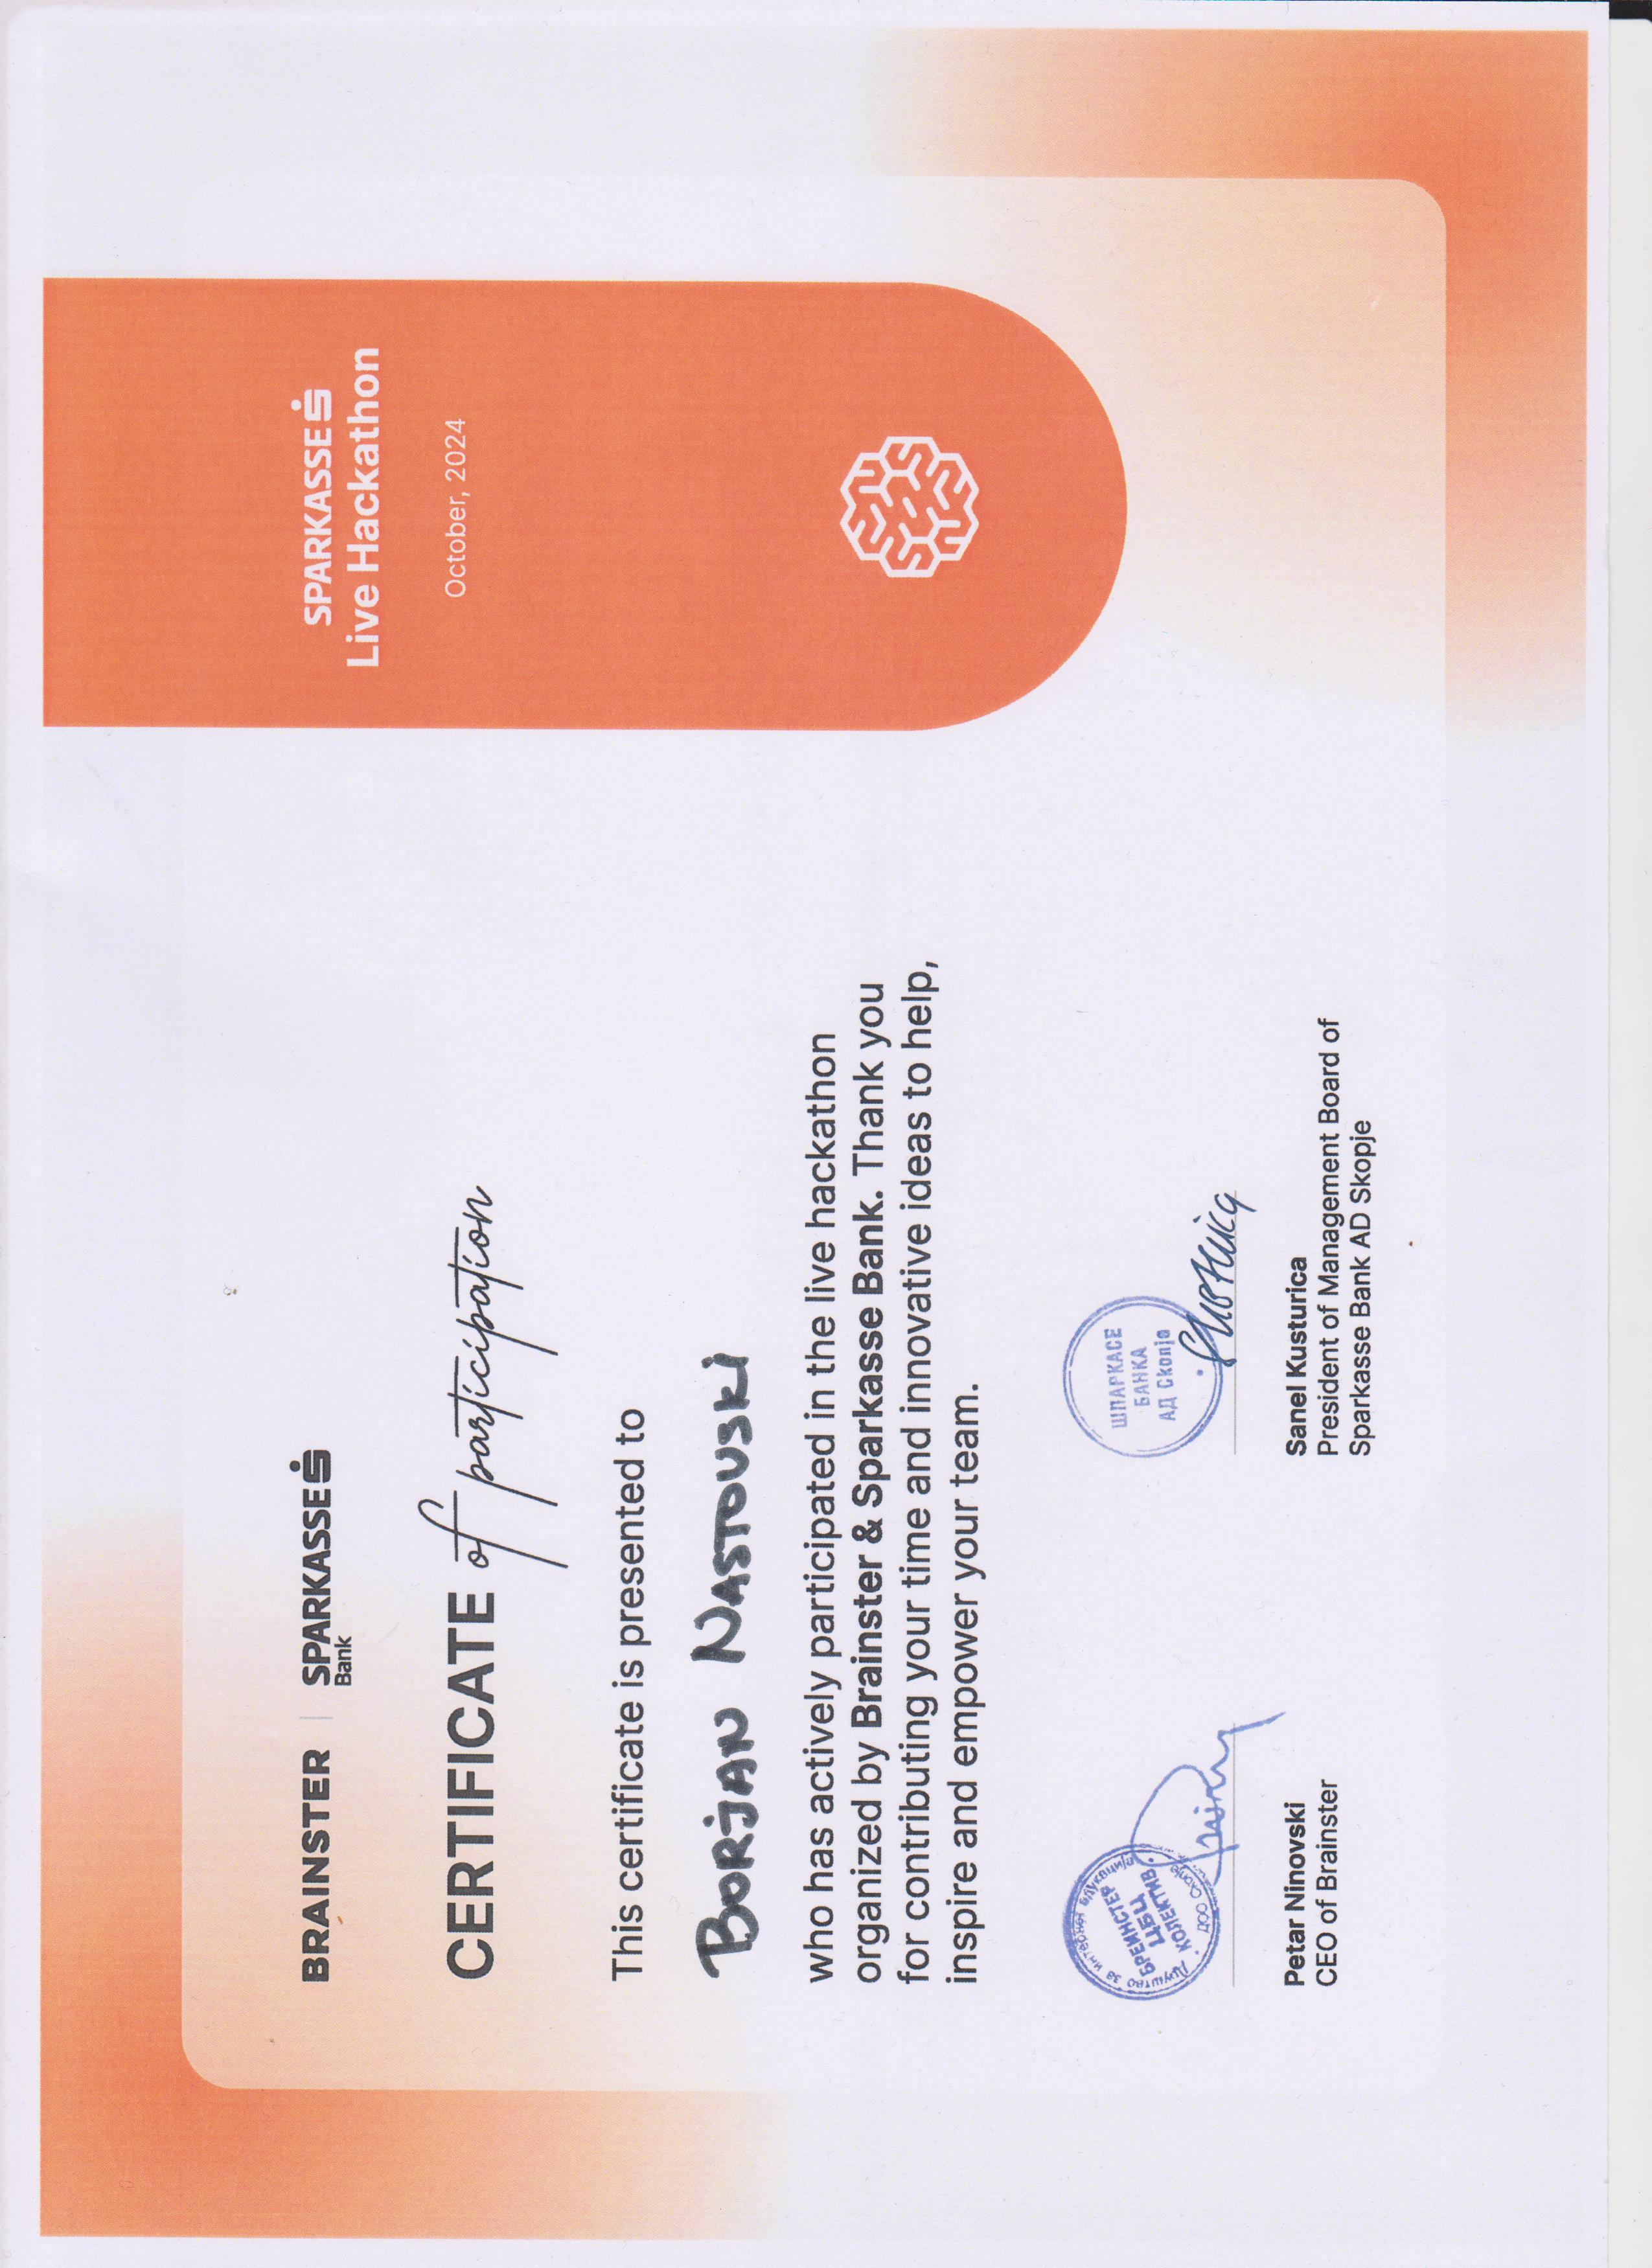 BRAINSTER
SPARKASSE
Bank
CERTIFICATE of participation
This certificate is presented to
BORJAN NASTOVSKI
who has actively participated in the live hackathon
organized by Brainster & Sparkasse Bank. Thank you
for contributing your time and innovative ideas to help,
inspire and empower your team.
Друштво за интернет едукација
БРЕИНСТЕР
ЦБЦ
КОЛЕКТИВ
ДОО Скопје
ШПАРКАСЕ
БАНКА
АД Скопје
Petar Ninovski
CEO of Brainster
Sanel Kusturica
President of Management Board of
Sparkasse Bank AD Skopje
SPARKASSE
Live Hackathon
October, 2024